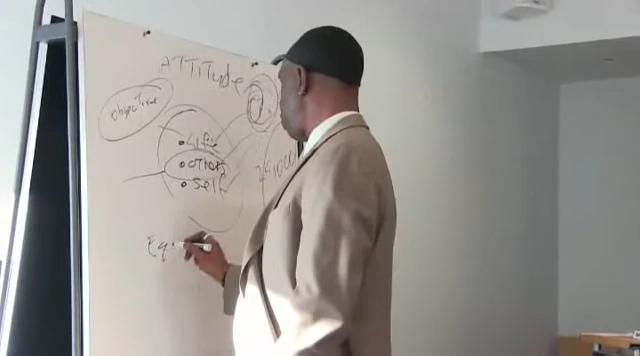 ATTITude
objective
• Life
• OTHers
• Self
Eq